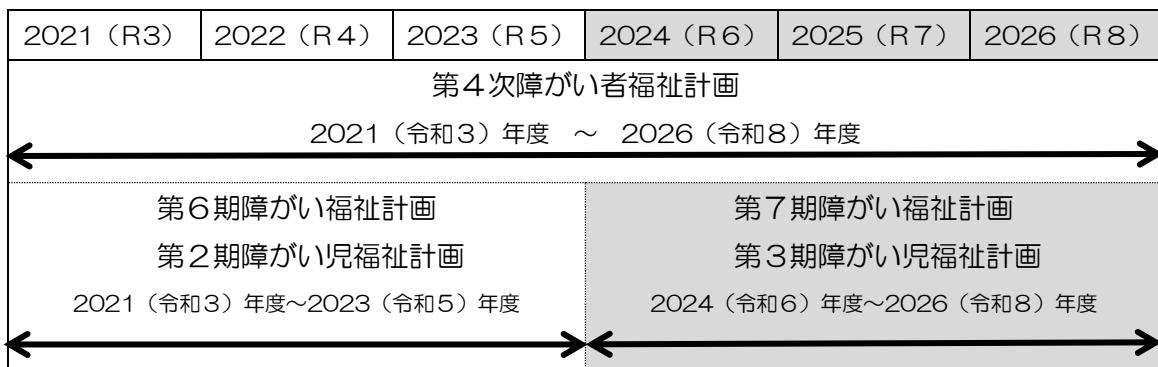 2021（R3） 2022（R４） 2023（R５） 2024（R６） 2025（R７） 2026（R８）
第４次障がい者福祉計画
2021（令和３）年度　～　2026（令和８）年度
第６期障がい福祉計画 第７期障がい福祉計画
第２期障がい児福祉計画 第３期障がい児福祉計画
2021（令和３）年度～2023（令和５）年度 2024（令和６）年度～2026（令和８）年度